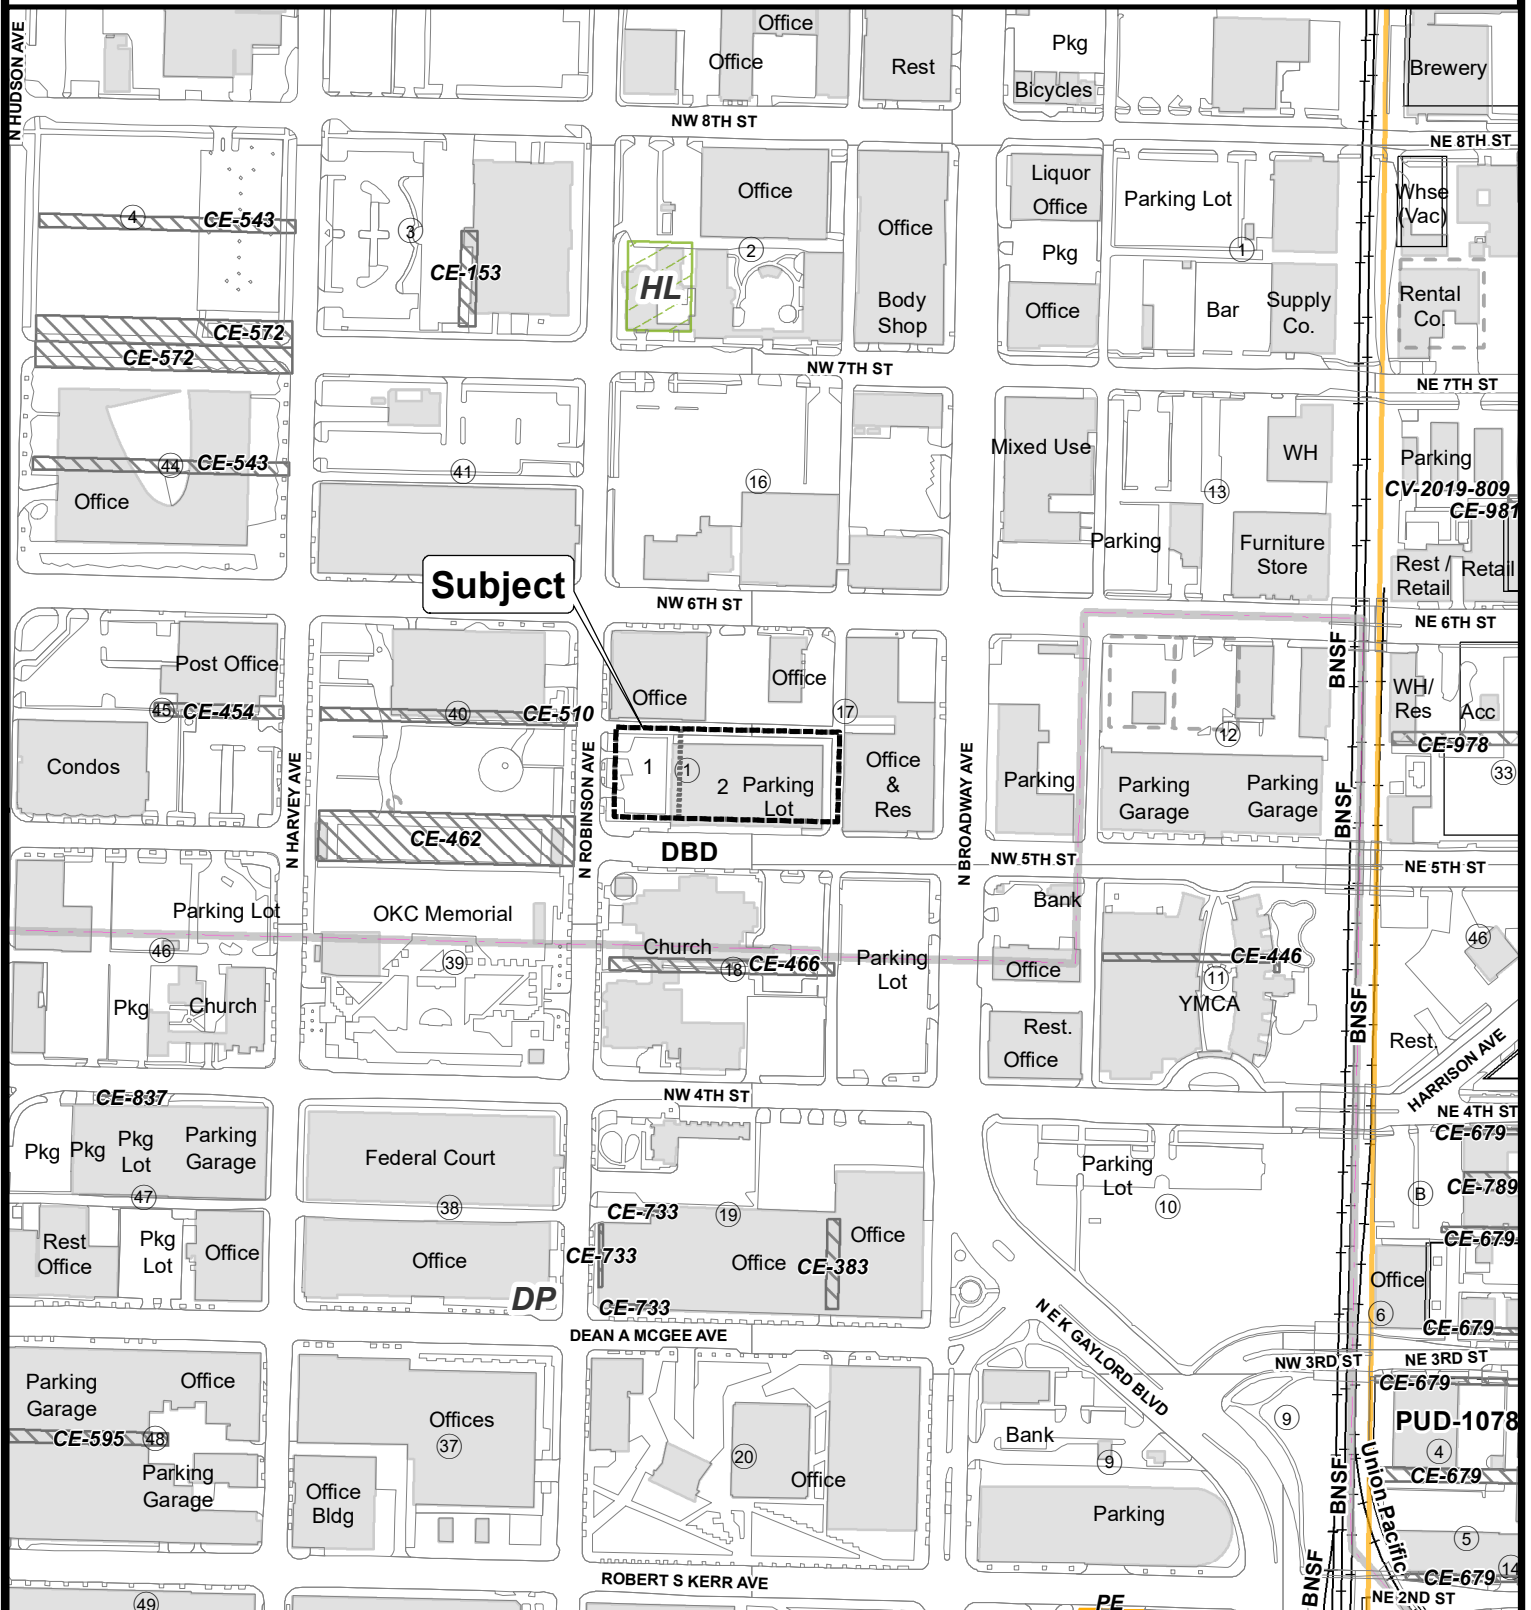 N HUDSON AVE
Office
Office
Rest
Pkg
Bicycles
Brewery
NW 8TH ST
NE 8TH ST
4
CE-543
3
CE-153
Office
2
HL
Office
Body
Shop
Liquor
Office
Pkg
Office
Parking Lot
1
Bar
Supply
Co.
Whse
(Vac)
Rental
Co.
CE-572
CE-572
NW 7TH ST
NE 7TH ST
44
CE-543
Office
41
16
Mixed Use
Parking
13
WH
Furniture
Store
Parking
CV-2019-809
CE-981
Rest /
Retail
Retail
Subject
NW 6TH ST
NE 6TH ST
Post Office
45
CE-454
Condos
N HARVEY AVE
40
CE-510
CE-462
N ROBINSON AVE
Office
Office
17
1
1
2
Parking
Lot
Office
&
Res
N BROADWAY AVE
Parking
12
Parking
Garage
Parking
Garage
BNSF
BNSF
WH/
Res
Acc
CE-978
33
DBD
NW 5TH ST
NE 5TH ST
Parking Lot
46
Pkg
Church
OKC Memorial
39
Church
18
CE-466
Parking
Lot
Bank
Office
Rest.
Office
CE-446
11
YMCA
BNSF
46
Rest.
HARRISON AVE
NW 4TH ST
NE 4TH ST
CE-837
Pkg
Pkg
Pkg
Lot
Parking
Garage
47
Federal Court
38
Rest
Office
Pkg
Lot
Office
Office
DP
CE-733
19
CE-733
Office
CE-383
Office
CE-733
Parking
Lot
10
CE-679
B
CE-789
CE-679
Office
6
CE-679
DEAN A MCGEE AVE
N E K GAYLORD BLVD
NW 3RD ST
NE 3RD ST
CE-679
Parking
Garage
Office
CE-595
48
Parking
Garage
Offices
37
Office
Bldg
20
Office
Bank
9
9
Parking
PUD-1078
4
CE-679
Union Pacific
BNSF
5
14
CE-679
BNSF
ROBERT S KERR AVE
NE 2ND ST
49
PE